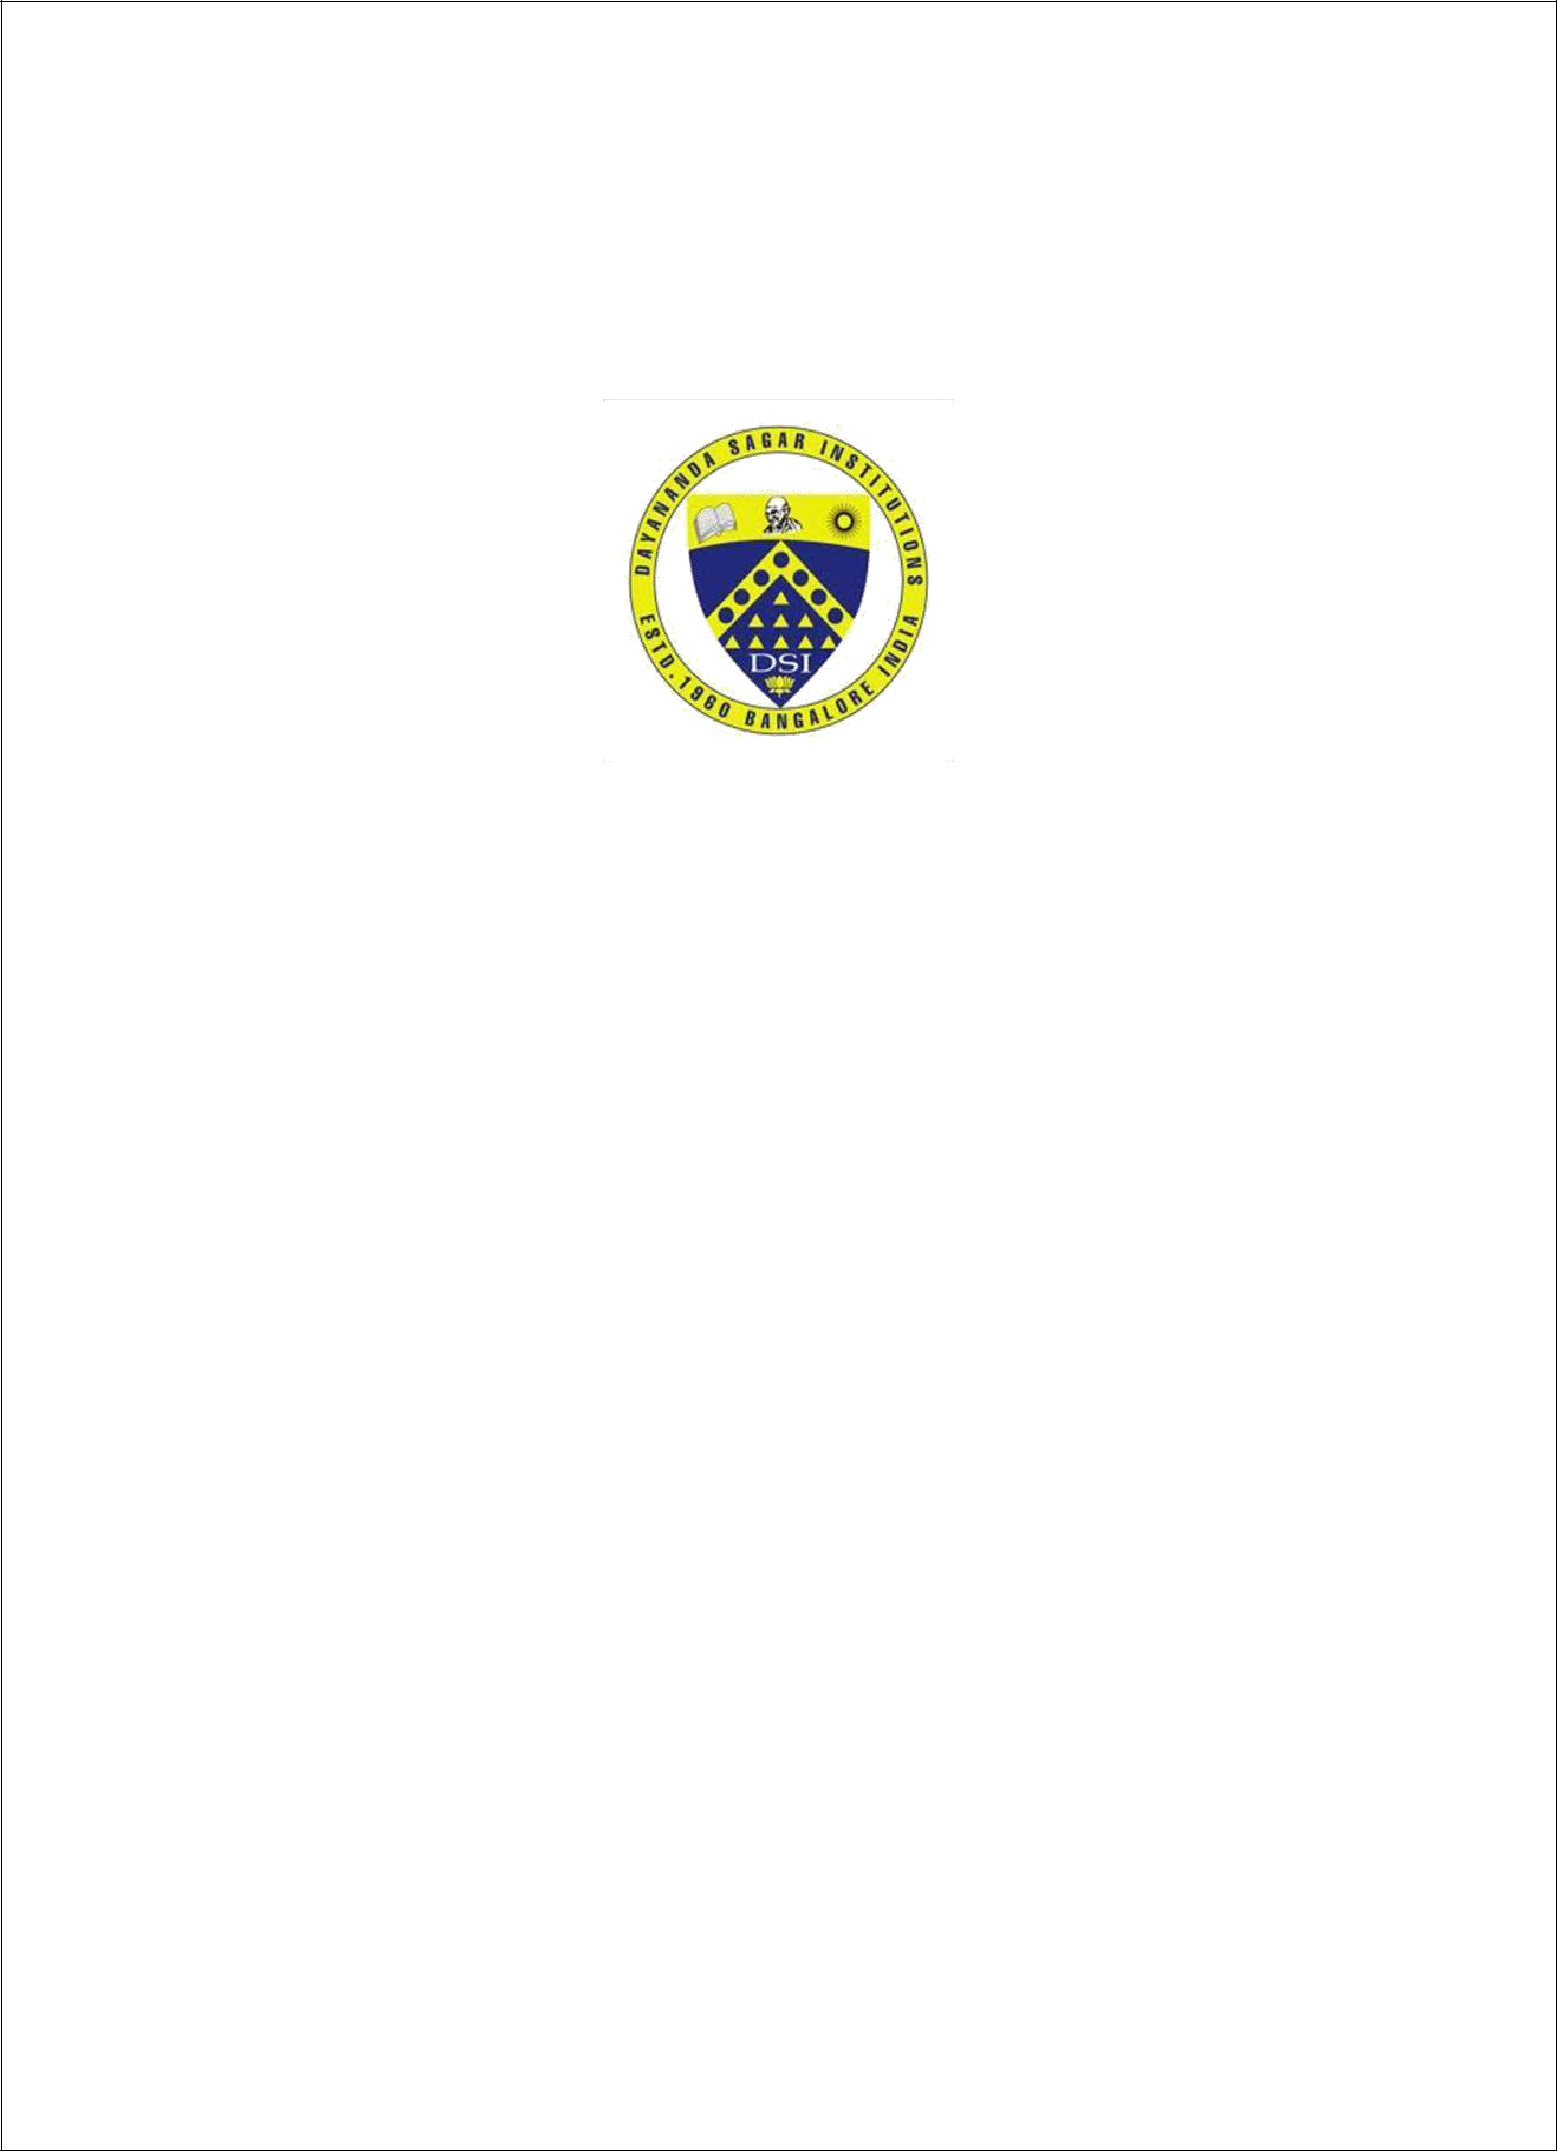 DAYANANDA SAGAR INSTITUTIONS
ESTD. 1960 BANGALORE INDIA
DSI